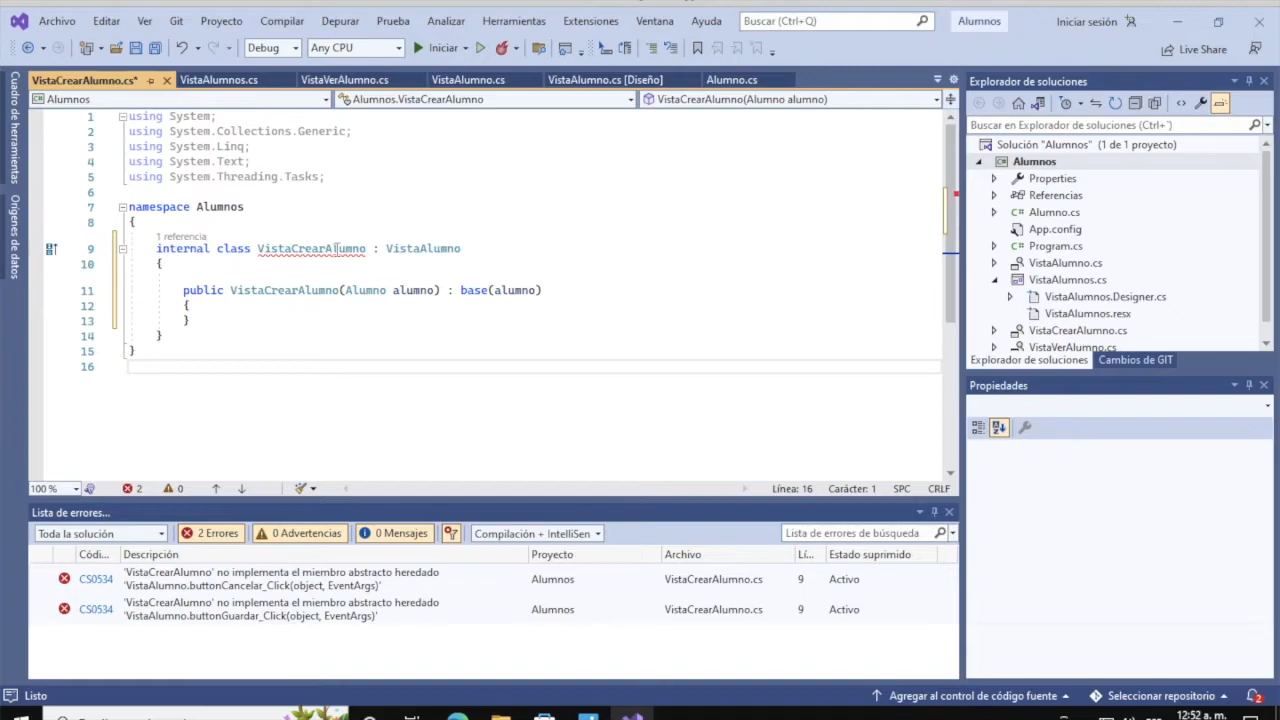 Archivo Editar Ver Git Proyecto Compilar Depurar Prueba Analizar Herramientas Extensiones Ventana Ayuda Buscar (Ctrl+Q) Alumnos Iniciar sesión
Debug Any CPU Iniciar Live Share
VistaCrearAlumno.cs* VistaAlumnos.cs VistaVerAlumno.cs VistaAlumno.cs VistaAlumno.cs [Diseño] Alumno.cs
Alumnos Alumnos.VistaCrearAlumno VistaCrearAlumno(Alumno alumno)
Cuadro de herramientas
Orígenes de datos
1 using System;
2 using System.Collections.Generic;
3 using System.Linq;
4 using System.Text;
5 using System.Threading.Tasks;
6
7 namespace Alumnos
8 {
1 referencia
9 internal class VistaCrearAlumno : VistaAlumno
10 {
11 public VistaCrearAlumno(Alumno alumno) : base(alumno)
12 {
13 }
14 }
15 }
16
100 % 2 0 Línea: 16 Carácter: 1 SPC CRLF
Explorador de soluciones
Buscar en Explorador de soluciones (Ctrl+´)
Solución "Alumnos" (1 de 1 proyecto)
Alumnos
Properties
Referencias
C# Alumno.cs
App.config
C# Program.cs
VistaAlumno.cs
VistaAlumnos.cs
VistaAlumnos.Designer.cs
VistaAlumnos.resx
VistaCrearAlumno.cs
VistaVerAlumno.cs
Explorador de soluciones Cambios de GIT
Propiedades
Lista de errores...
Toda la solución 2 Errores 0 Advertencias 0 Mensajes Compilación + IntelliSen Lista de errores de búsqueda
Códi... Descripción Proyecto Archivo Lí... Estado suprimido
CS0534 'VistaCrearAlumno' no implementa el miembro abstracto heredado 'VistaAlumno.buttonCancelar_Click(object, EventArgs)' Alumnos VistaCrearAlumno.cs 9 Activo
CS0534 'VistaCrearAlumno' no implementa el miembro abstracto heredado 'VistaAlumno.buttonGuardar_Click(object, EventArgs)' Alumnos VistaCrearAlumno.cs 9 Activo
Listo Agregar al control de código fuente Seleccionar repositorio 2
12:52 a. m.